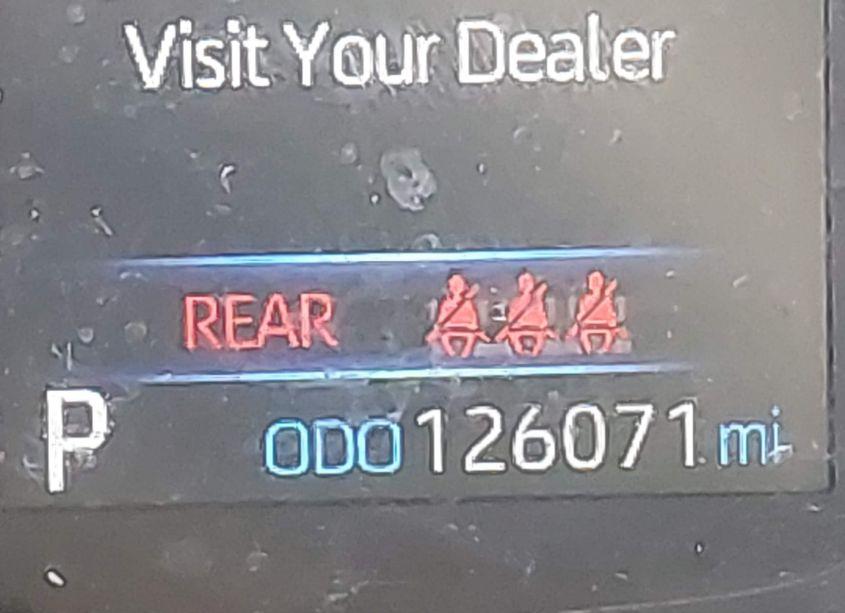 Visit Your Dealer
REAR
P ODO 126071 mi